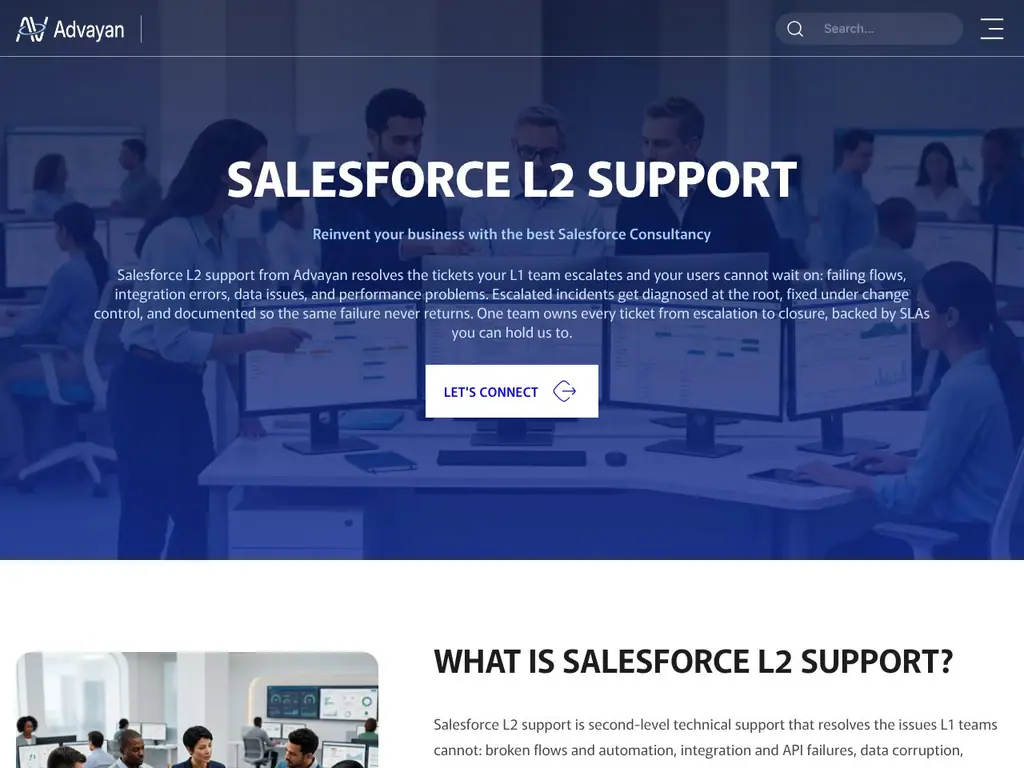 Advayan
Search...
SALESFORCE L2 SUPPORT
Reinvent your business with the best Salesforce Consultancy
Salesforce L2 support from Advayan resolves the tickets your L1 team escalates and your users cannot wait on: failing flows,
integration errors, data issues, and performance problems. Escalated incidents get diagnosed at the root, fixed under change
control, and documented so the same failure never returns. One team owns every ticket from escalation to closure, backed by SLAs
you can hold us to.
LET'S CONNECT
WHAT IS SALESFORCE L2 SUPPORT?
Salesforce L2 support is second-level technical support that resolves the issues L1 teams
cannot: broken flows and automation, integration and API failures, data corruption,